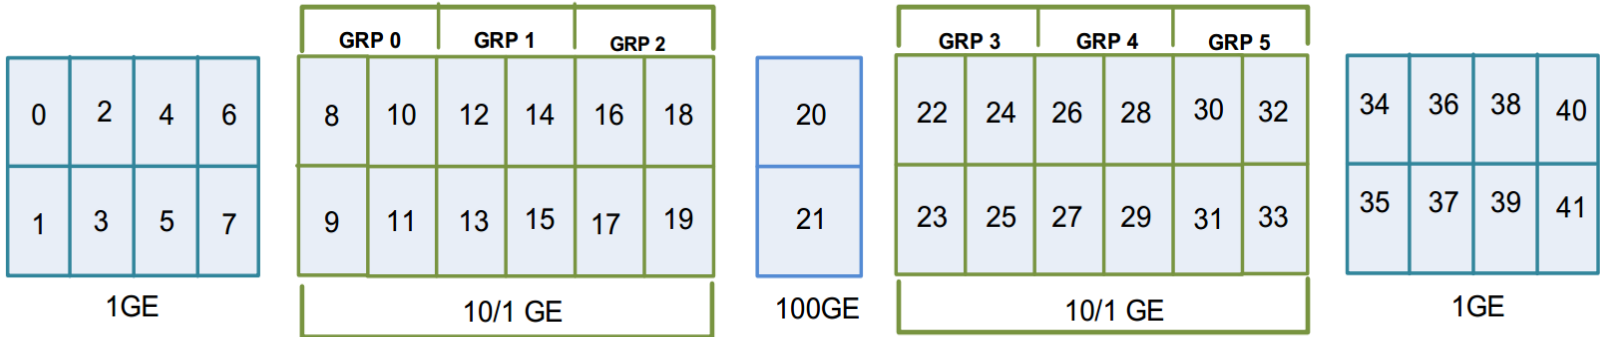 GRP 0 GRP 1 GRP 2 GRP 3 GRP 4 GRP 5
0 2 4 6 8 10 12 14 16 18 20 22 24 26 28 30 32 34 36 38 40
1 3 5 7 9 11 13 15 17 19 21 23 25 27 29 31 33 35 37 39 41
1GE 10/1 GE 100GE 10/1 GE 1GE